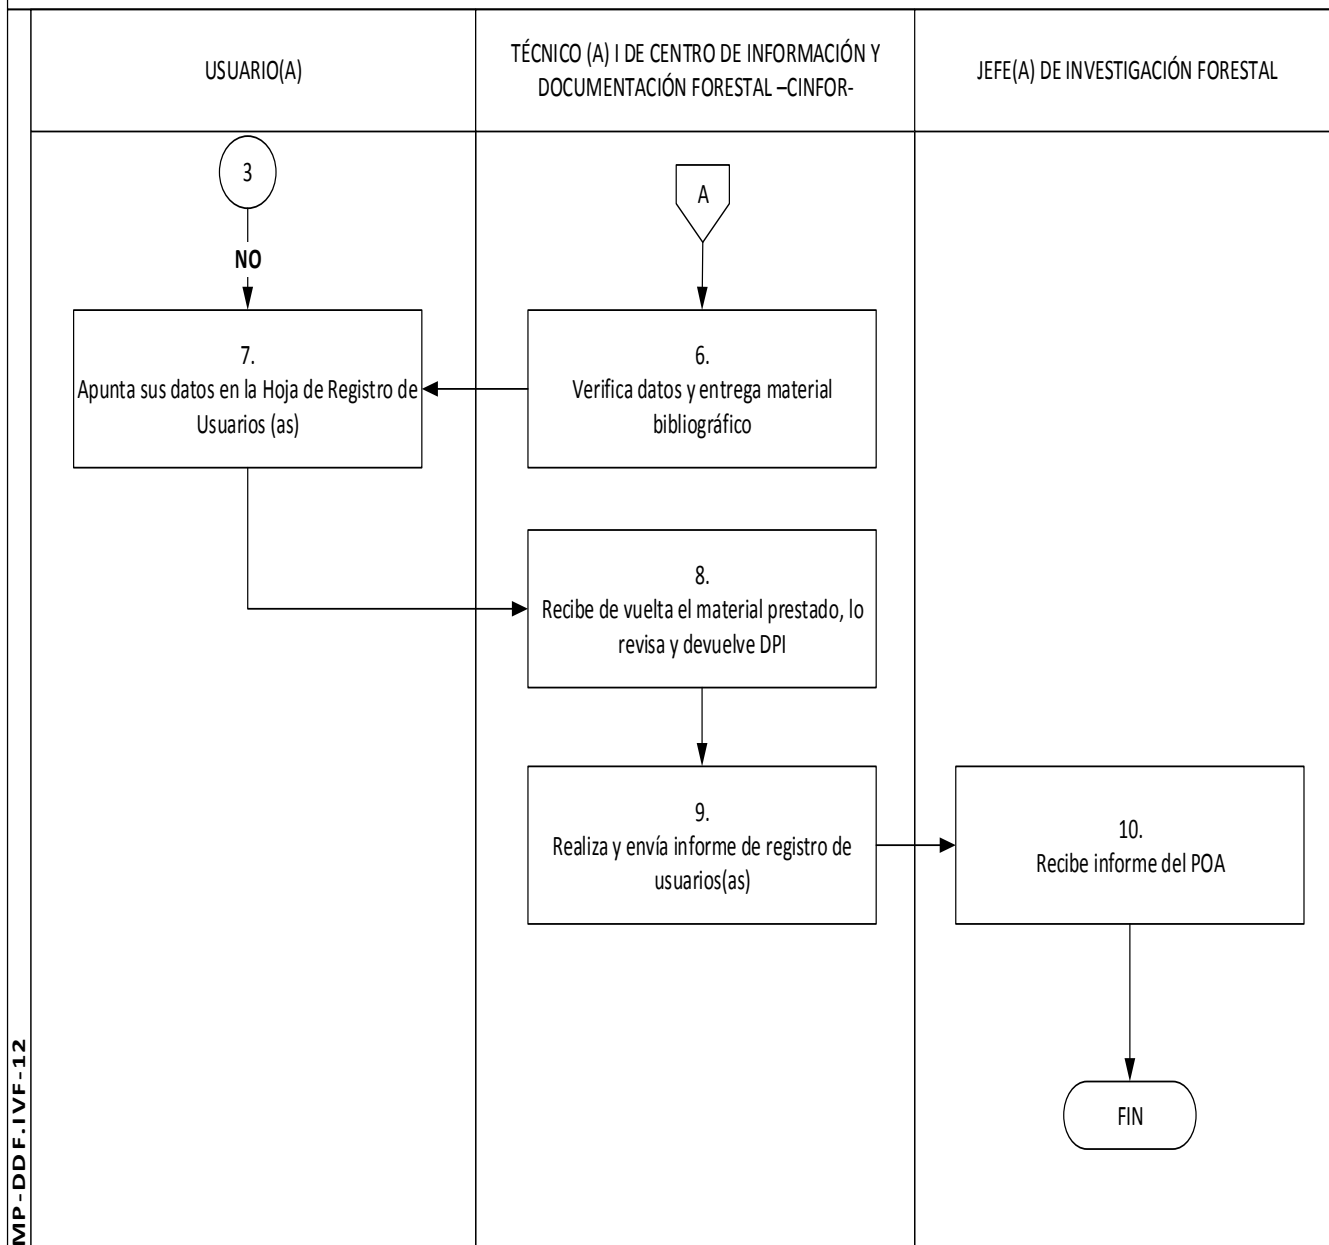 USUARIO(A)
TÉCNICO (A) I DE CENTRO DE INFORMACIÓN Y
DOCUMENTACIÓN FORESTAL –CINFOR-
JEFE(A) DE INVESTIGACIÓN FORESTAL
3
NO
A
7.
Apunta sus datos en la Hoja de Registro de
Usuarios (as)
6.
Verifica datos y entrega material
bibliográfico
8.
Recibe de vuelta el material prestado, lo
revisa y devuelve DPI
9.
Realiza y envía informe de registro de
usuarios(as)
10.
Recibe informe del POA
FIN
MP-DDF.IVF-12